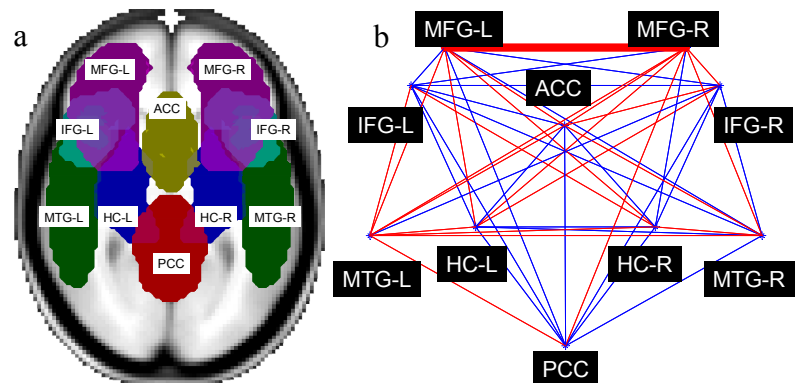 a
MFG-L
MFG-R
ACC
IFG-L
IFG-R
MTG-L
HC-L
HC-R
MTG-R
PCC
b
MFG-L
MFG-R
ACC
IFG-L
IFG-R
MTG-L
HC-L
HC-R
MTG-R
PCC